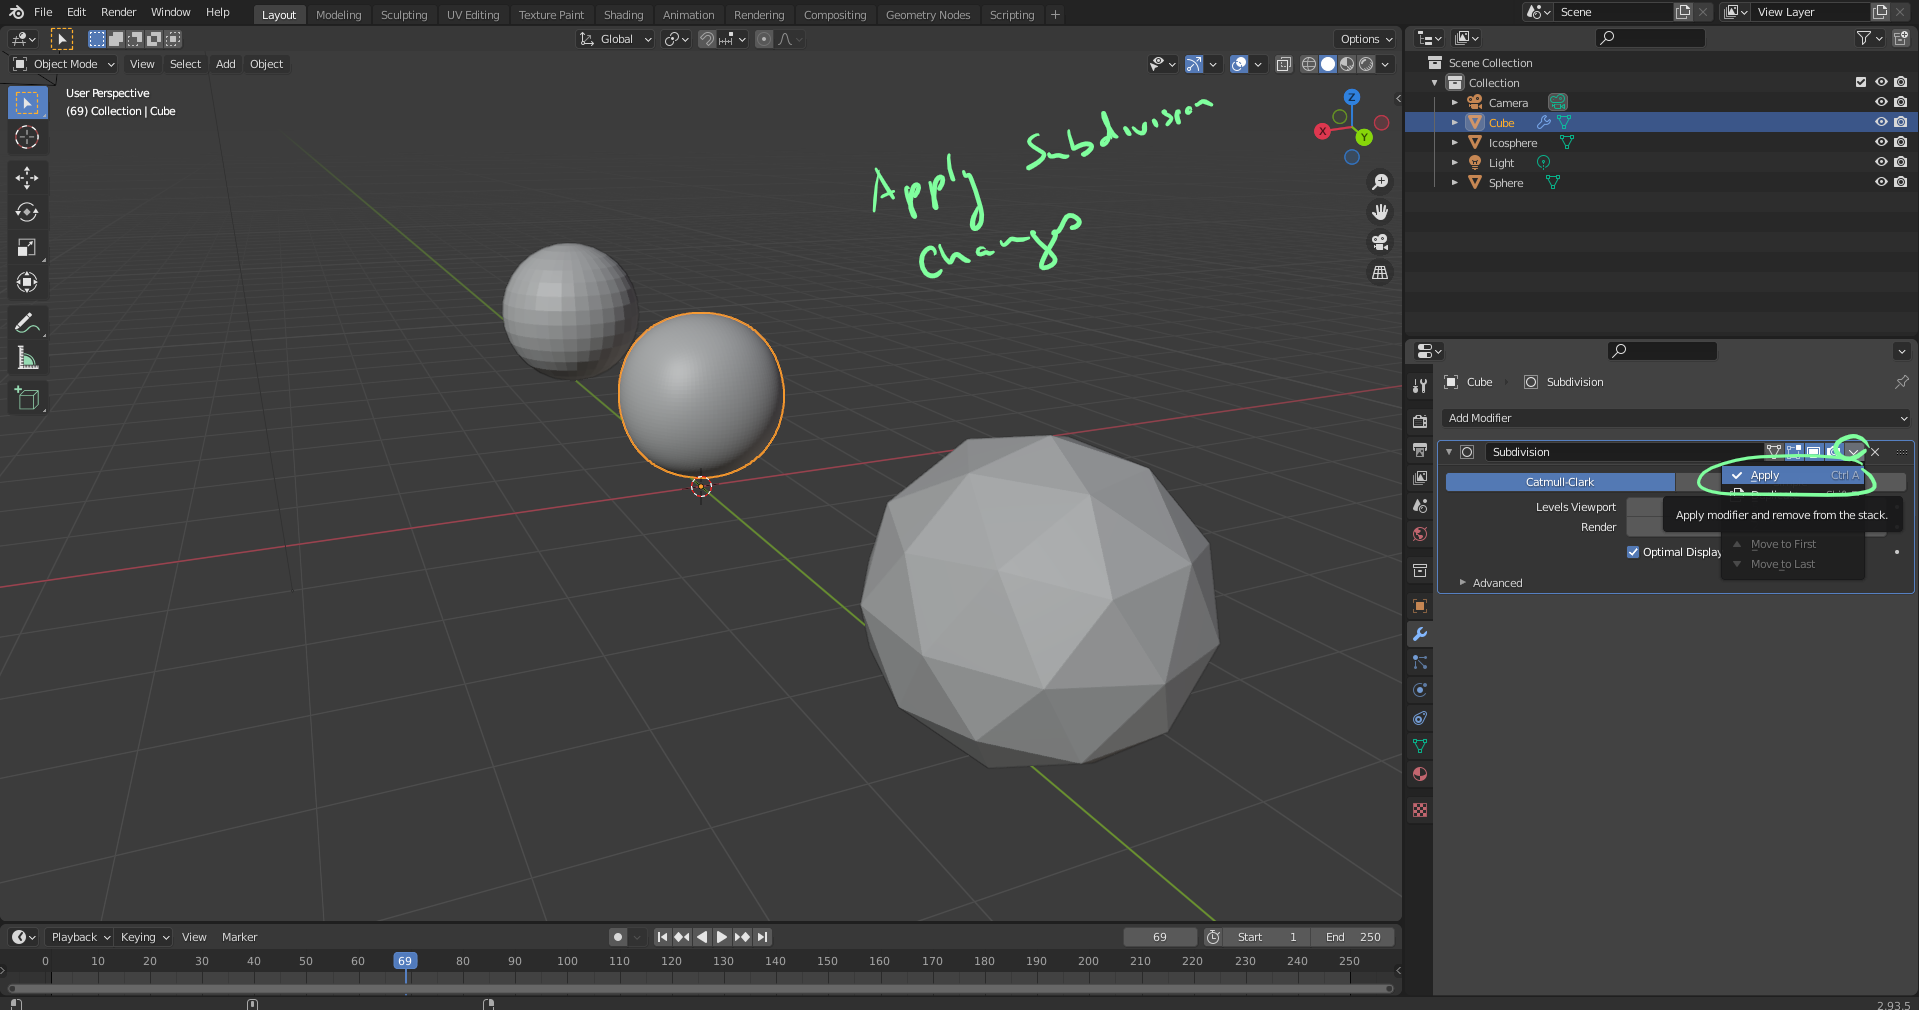 File Edit Render Window Help Layout Modeling Sculpting UV Editing Texture Paint Shading Animation Rendering Compositing Geometry Nodes Scripting + Scene View Layer
Global Options
Object Mode View Select Add Object
User Perspective
(69) Collection | Cube
Z
X
Y
Apply Subdivision
Changs
Scene Collection
Collection
Camera
Cube
Icosphere
Light
Sphere
Cube Subdivision
Add Modifier
Subdivision
Catmull-Clark
Apply Ctrl A
Levels Viewport
Apply modifier and remove from the stack.
Render
Move to First
Optimal Display
Move to Last
Advanced
Playback Keying View Marker 69 Start 1 End 250
0 10 20 30 40 50 60 69 80 90 100 110 120 130 140 150 160 170 180 190 200 210 220 230 240 250
2.93.5